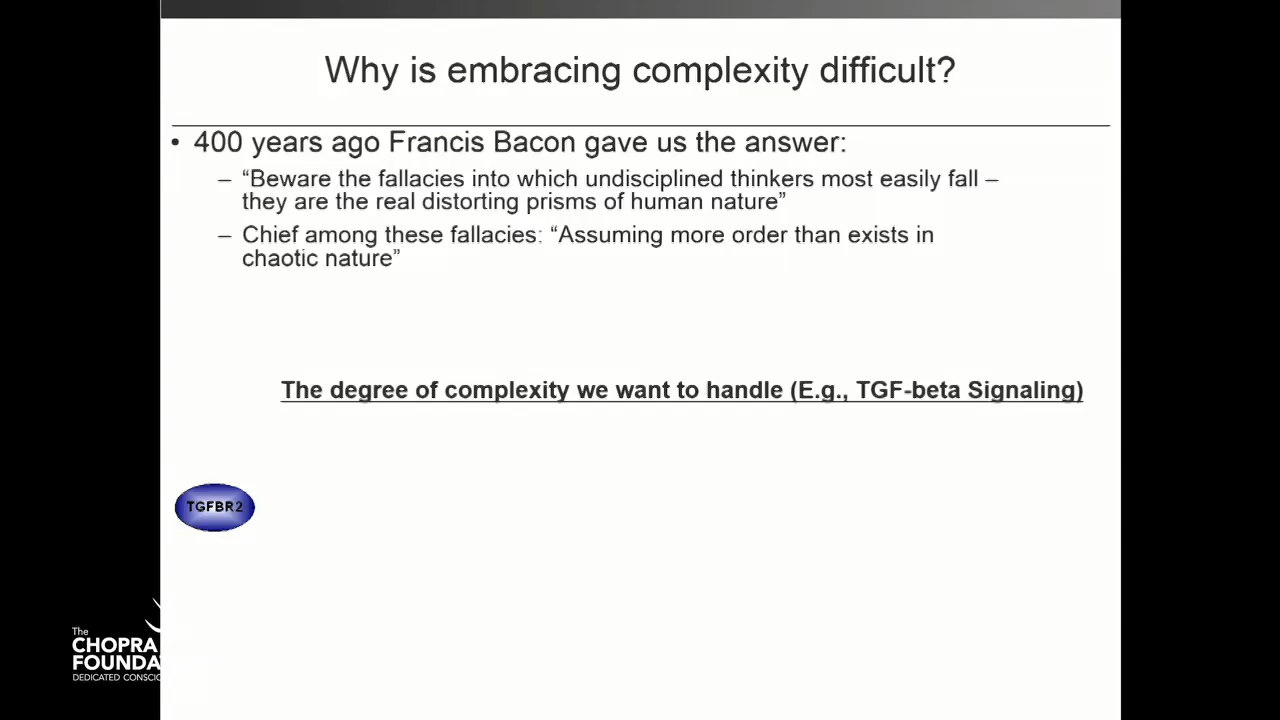 Why is embracing complexity difficult?
• 400 years ago Francis Bacon gave us the answer:
– “Beware the fallacies into which undisciplined thinkers most easily fall –
they are the real distorting prisms of human nature”
– Chief among these fallacies: “Assuming more order than exists in
chaotic nature”
The degree of complexity we want to handle (E.g., TGF-beta Signaling)
TGFBR2
The
CHOPRA
FOUNDA
DEDICATED CONSCIO